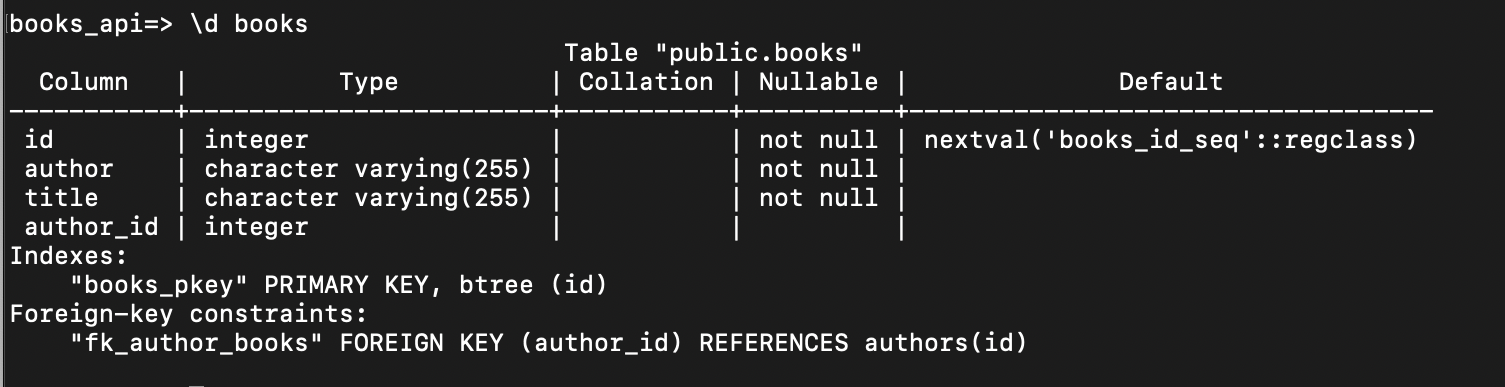 books_api=> \d books
                                     Table "public.books"
  Column   |          Type          | Collation | Nullable |              Default
-----------+------------------------+-----------+----------+-----------------------------------
 id        | integer                |           | not null | nextval('books_id_seq'::regclass)
 author    | character varying(255) |           | not null |
 title     | character varying(255) |           | not null |
 author_id | integer                |           |          |
Indexes:
    "books_pkey" PRIMARY KEY, btree (id)
Foreign-key constraints:
    "fk_author_books" FOREIGN KEY (author_id) REFERENCES authors(id)